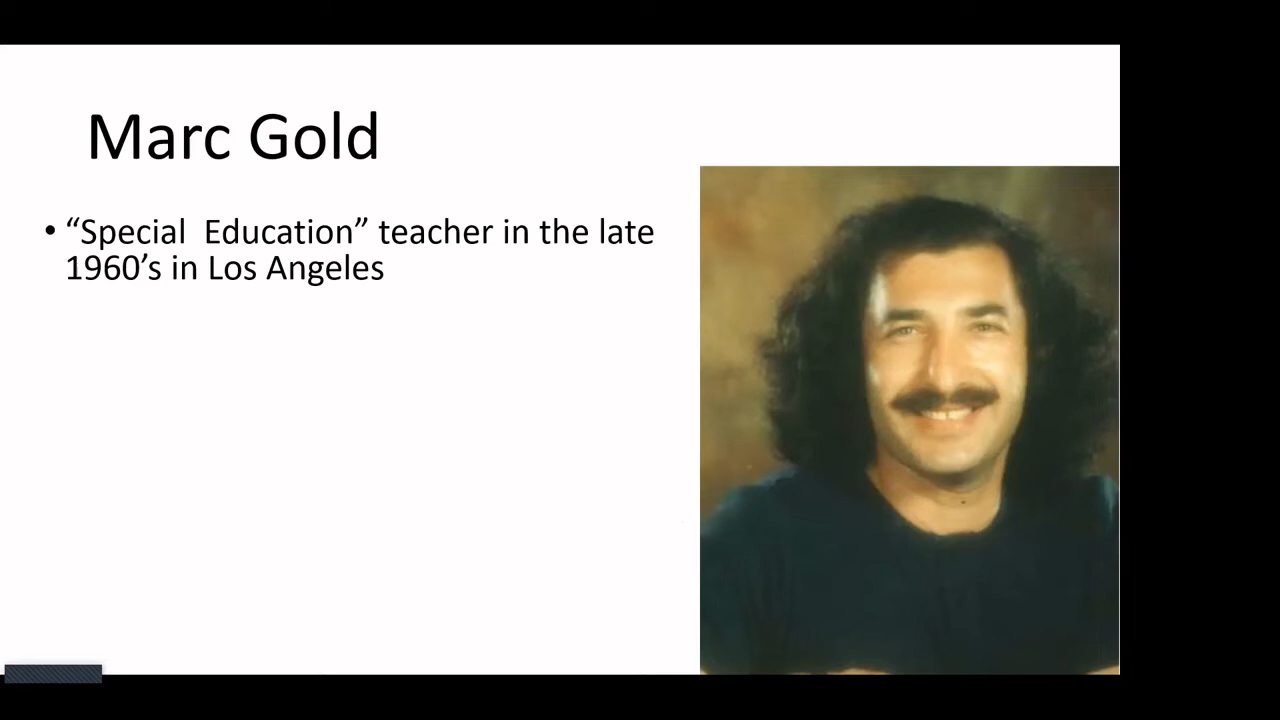 Marc Gold
• “Special  Education” teacher in the late
1960’s in Los Angeles